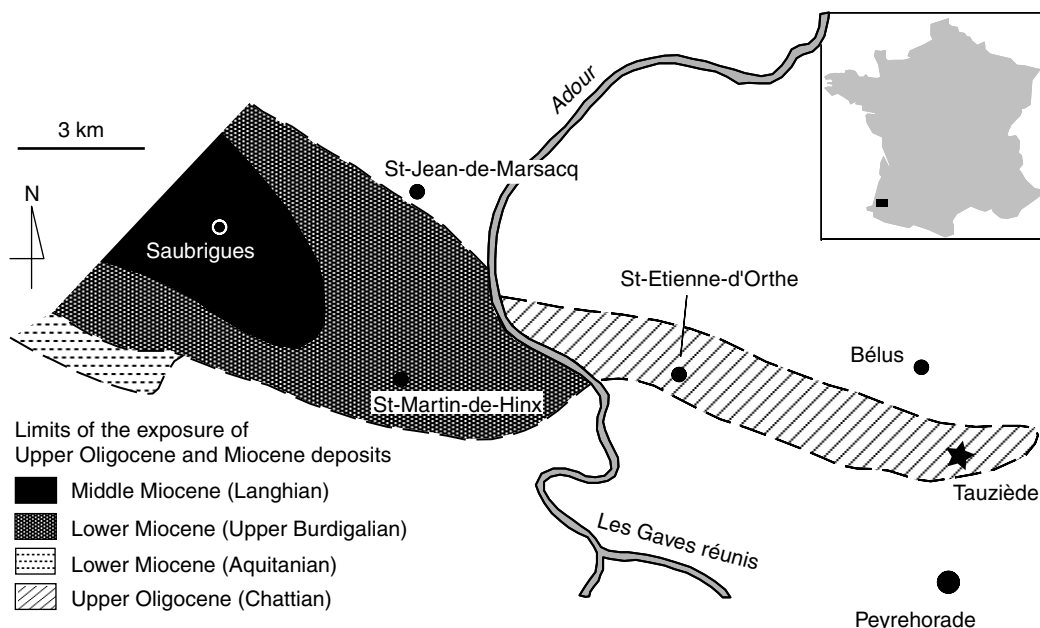 3 km
N
Adour
St-Jean-de-Marsacq
Saubrigues
St-Etienne-d'Orthe
Bélus
St-Martin-de-Hinx
Tauziède
Les Gaves réunis
Peyrehorade
Limits of the exposure of
Upper Oligocene and Miocene deposits
Middle Miocene (Langhian)
Lower Miocene (Upper Burdigalian)
Lower Miocene (Aquitanian)
Upper Oligocene (Chattian)